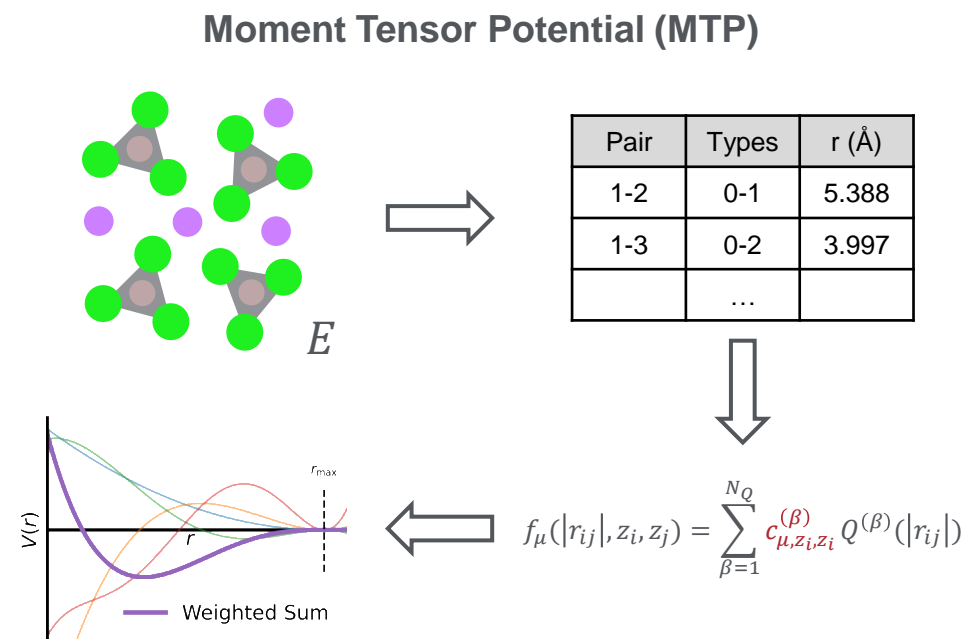 Moment Tensor Potential (MTP)
E
Pair Types r (Å)
1-2 0-1 5.388
1-3 0-2 3.997
…
V(r)
r
r_max
Weighted Sum
f_μ(|r_ij|, z_i, z_j) = ∑_{β=1}^{N_Q} c_{μ,z_i,z_i}^{(β)} Q^{(β)}(|r_ij|)